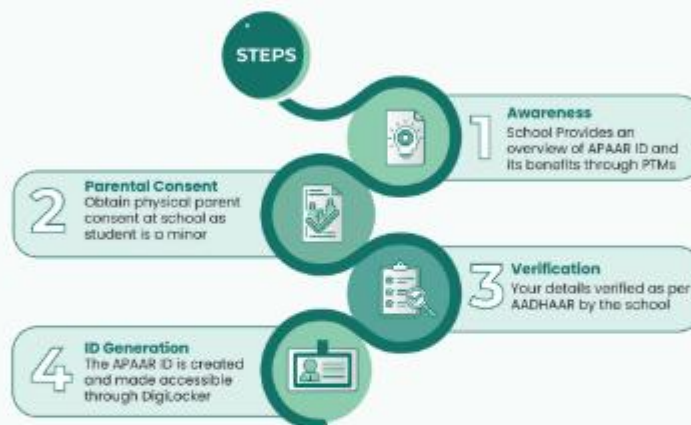 STEPS
1
Awareness
School Provides an
overview of APAAR ID and
its benefits through PTMs
2
Parental Consent
Obtain physical parent
consent at school as
student is a minor
3
Verification
Your details verified as per
AADHAAR by the school
4
ID Generation
The APAAR ID is created
and made accessible
through DigiLocker